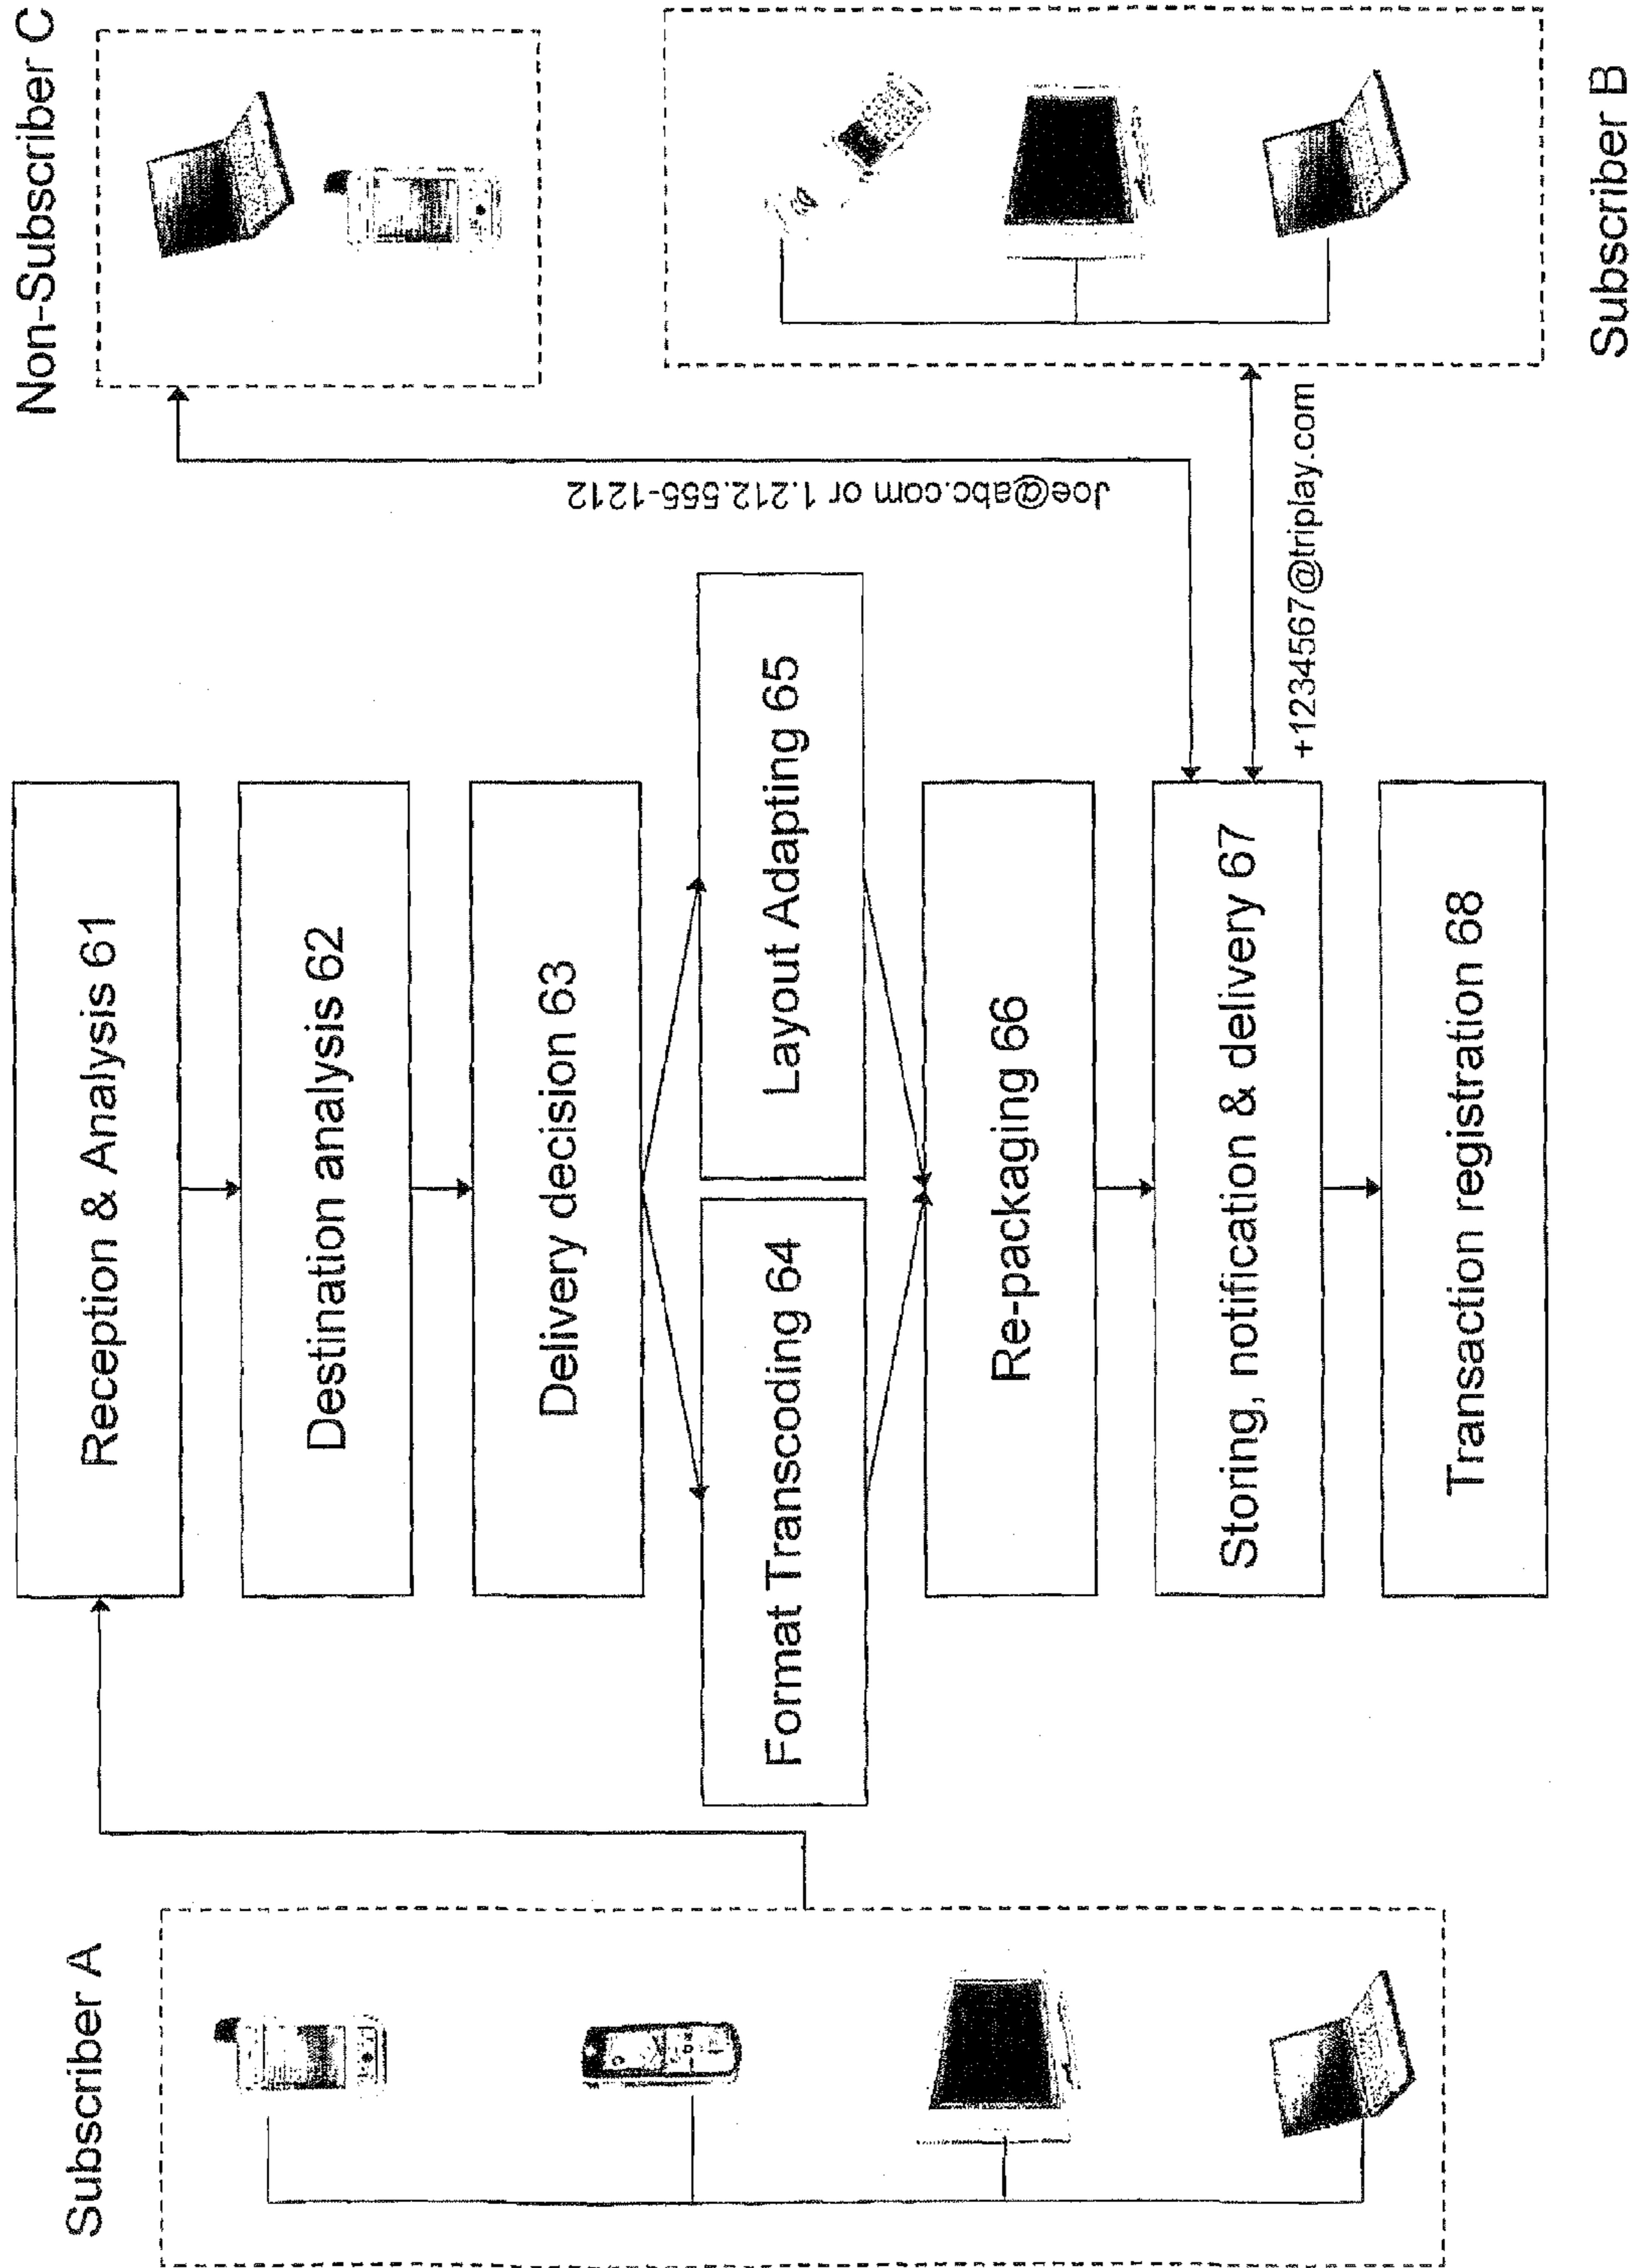 Subscriber A
Reception & Analysis 61
Destination analysis 62
Delivery decision 63
Format Transcoding 64
Layout Adapting 65
Re-packaging 66
Storing, notification & delivery 67
Transaction registration 68
Joe@abc.com or 1.212.555-1212
+1234567@triplay.com
Non-Subscriber C
Subscriber B